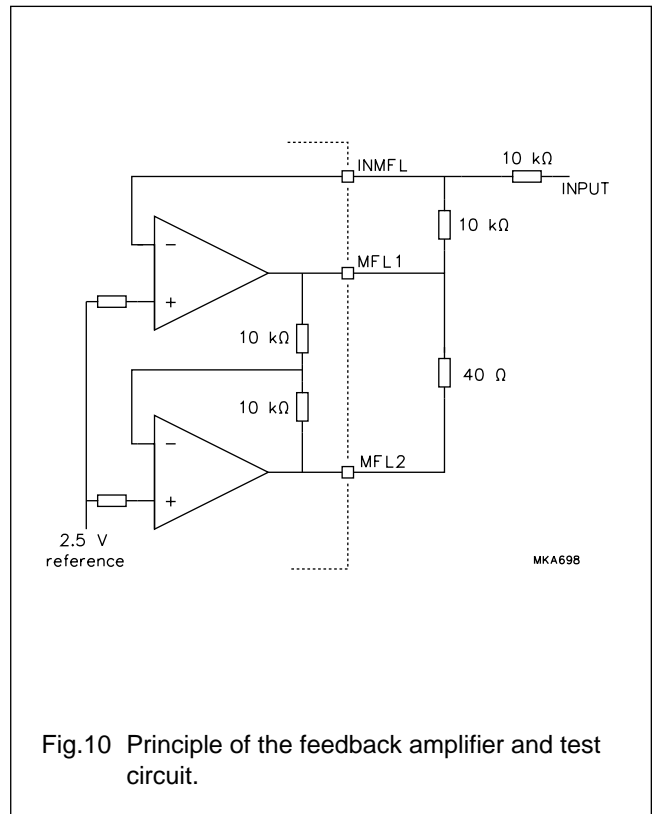 INMFL
10 kΩ
INPUT
10 kΩ
−
MFL1
+
10 kΩ
40 Ω
10 kΩ
−
MFL2
+
2.5 V
reference
MKA698
Fig.10 Principle of the feedback amplifier and test
circuit.